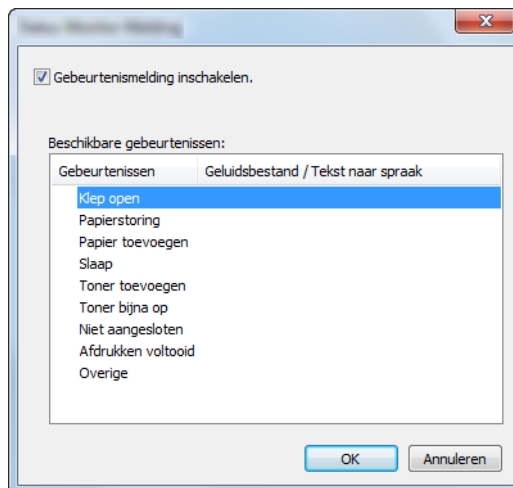 Gebeurtenismelding inschakelen.
Beschikbare gebeurtenissen:
Gebeurtenissen Geluidsbestand / Tekst naar spraak
Klep open
Papierstoring
Papier toevoegen
Slaap
Toner toevoegen
Toner bijna op
Niet aangesloten
Afdrukken voltooid
Overige
OK Annuleren